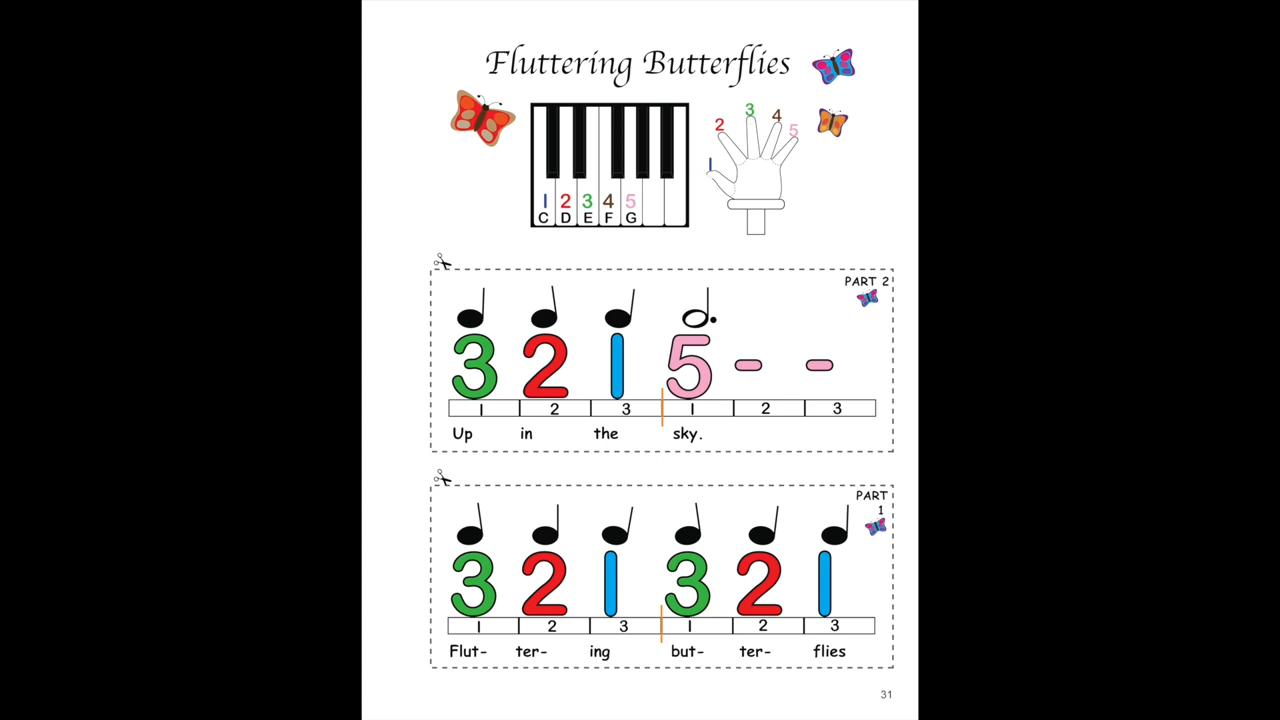 Fluttering Butterflies
3
2 4
5
1
1 2 3 4 5
C D E F G
PART 2
3 2 1 5 - -
1 2 3 1 2 3
Up in the sky.
PART
1
3 2 1 3 2 1
1 2 3 1 2 3
Flut- ter- ing but- ter- flies
31